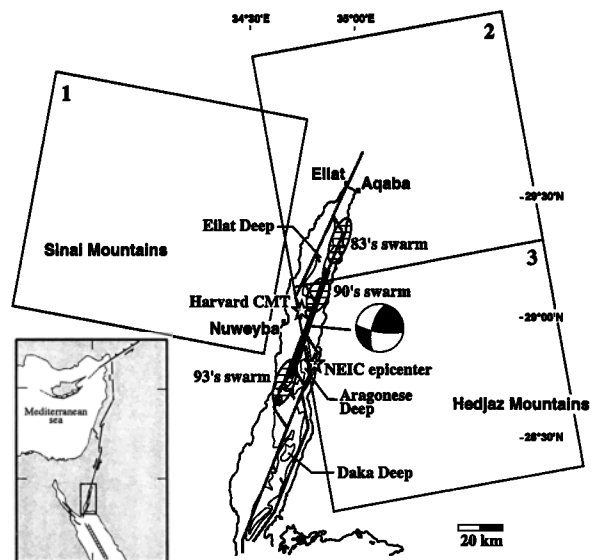 34°30'E
35°00'E
2
1
Eilat
Aqaba
29°30'N
Eilat Deep
83's swarm
Sinai Mountains
3
90's swarm
Harvard CMT
29°00'N
Nuweyba
93's swarm
NEIC epicenter
Aragonese
Deep
Hedjaz Mountains
Mediterranean
sea
28°30'N
Daka Deep
20 km